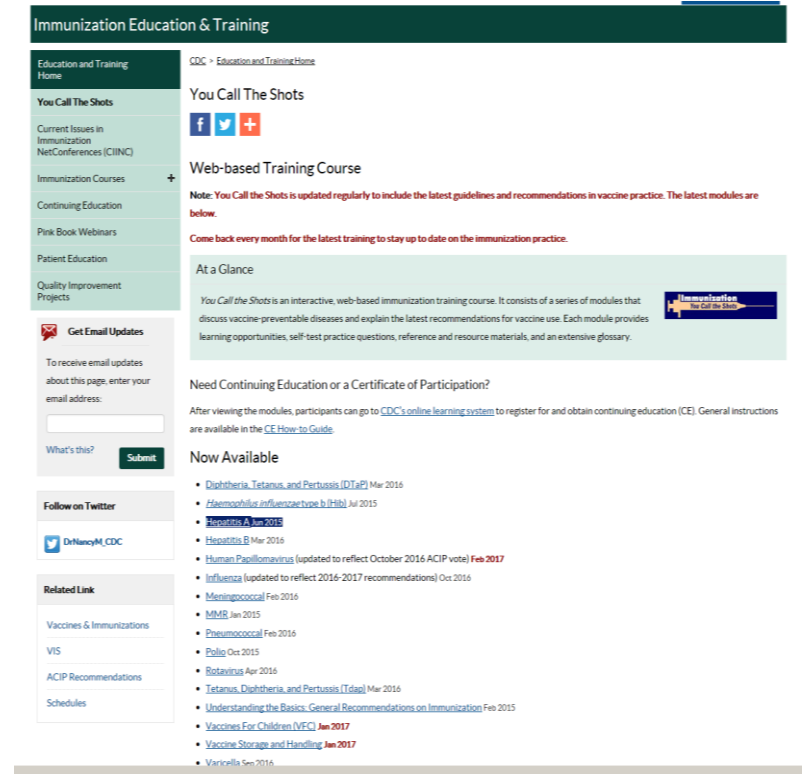 Immunization Education & Training
Education and Training
Home
You Call The Shots
Current Issues in
Immunization
NetConferences (CIINC)
Immunization Courses +
Continuing Education
Pink Book Webinars
Patient Education
Quality Improvement
Projects
Get Email Updates
To receive email updates
about this page, enter your
email address:
What's this?
Submit
Follow on Twitter
DrNancyM_CDC
Related Link
Vaccines & Immunizations
VIS
ACIP Recommendations
Schedules
CDC > Education and Training Home
You Call The Shots
Web-based Training Course
Note: You Call the Shots is updated regularly to include the latest guidelines and recommendations in vaccine practice. The latest modules are
below.
Come back every month for the latest training to stay up to date on the immunization practice.
At a Glance
You Call the Shots is an interactive, web-based immunization training course. It consists of a series of modules that
discuss vaccine-preventable diseases and explain the latest recommendations for vaccine use. Each module provides
learning opportunities, self-test practice questions, reference and resource materials, and an extensive glossary.
Immunization
You Call the Shots
Need Continuing Education or a Certificate of Participation?
After viewing the modules, participants can go to CDC's online learning system to register for and obtain continuing education (CE). General instructions
are available in the CE How-to Guide.
Now Available
• Diphtheria, Tetanus, and Pertussis (DTaP) Mar 2016
• Haemophilus influenzae type b (Hib) Jul 2015
• Hepatitis A Jun 2015
• Hepatitis B Mar 2016
• Human Papillomavirus (updated to reflect October 2016 ACIP vote) Feb 2017
• Influenza (updated to reflect 2016-2017 recommendations) Oct 2016
• Meningococcal Feb 2016
• MMR Jan 2015
• Pneumococcal Feb 2016
• Polio Oct 2015
• Rotavirus Apr 2016
• Tetanus, Diphtheria, and Pertussis (Tdap) Mar 2016
• Understanding the Basics: General Recommendations on Immunization Feb 2015
• Vaccines For Children (VFC) Jan 2017
• Vaccine Storage and Handling Jan 2017
• Varicella Sep 2016